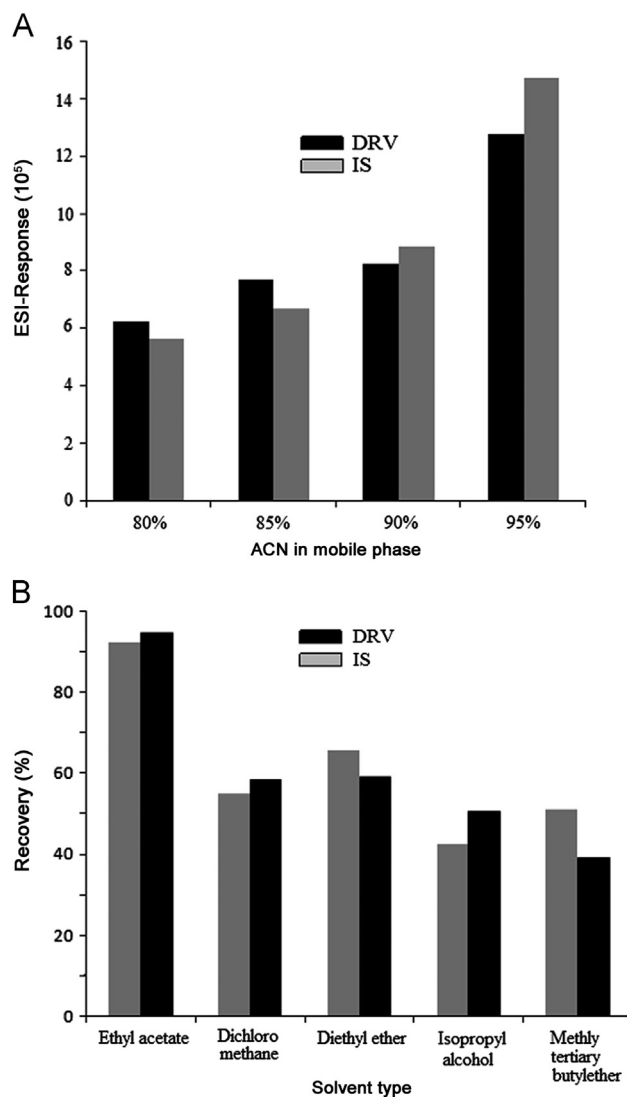 A
16
14
12
10
8
6
4
2
0
ESI-Response (10⁵)
DRV
IS
80% 85% 90% 95%
ACN in mobile phase
B
100
80
60
40
20
0
Recovery (%)
DRV
IS
Ethyl acetate Dichloro Diethyl ether Isopropyl Methly
methane alcohol tertiary
butylether
Solvent type